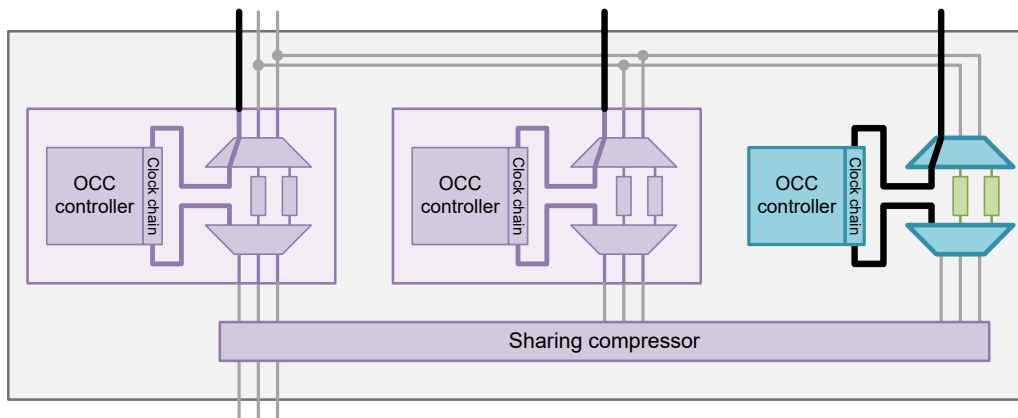 OCC
controller
Clock chain
OCC
controller
Clock chain
OCC
controller
Clock chain
Sharing compressor